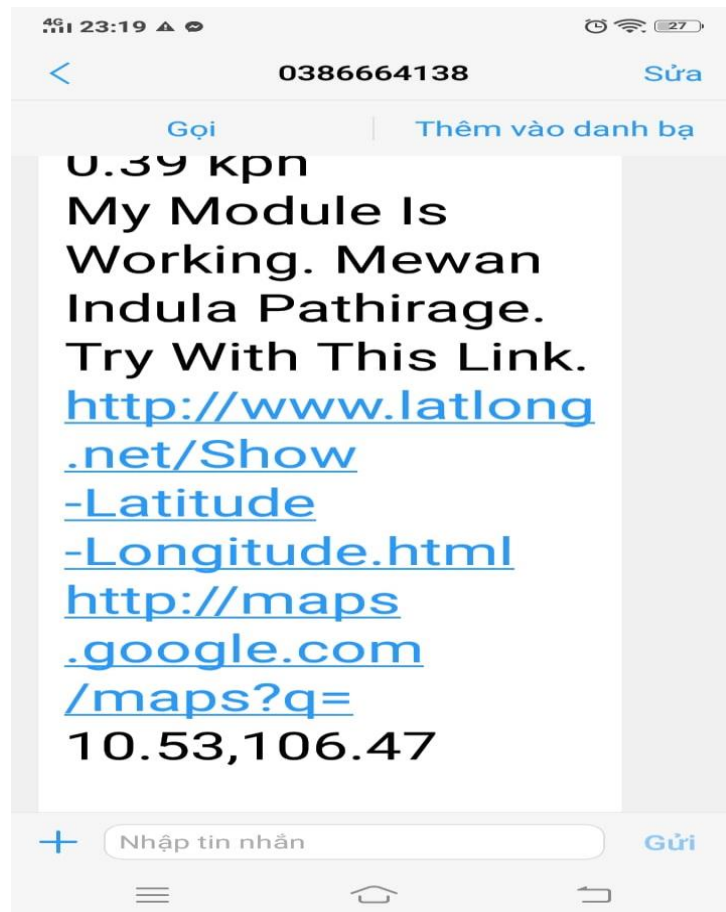 4G 23:19 27
0386664138 Sửa
Gọi Thêm vào danh bạ
0.39 kph
My Module Is
Working. Mewan
Indula Pathirage.
Try With This Link.
http://www.latlong
.net/Show
-Latitude
-Longitude.html
http://maps
.google.com
/maps?q=
10.53,106.47
Nhập tin nhắn Gửi